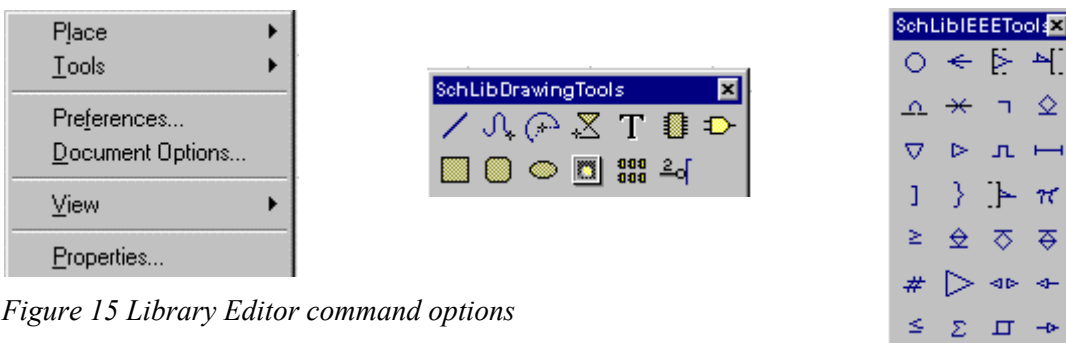 Place
Tools
Preferences...
Document Options...
View
Properties...
SchLibDrawingTools
T
SchLibIEEETools
Figure 15 Library Editor command options